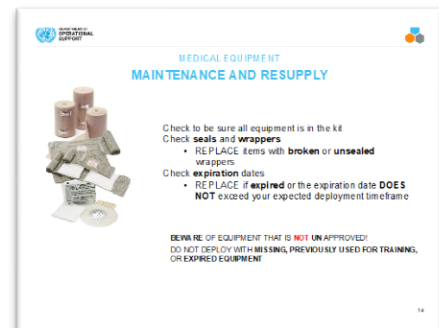 DEPARTMENT OF
OPERATIONAL
SUPPORT
MEDICAL EQUIPMENT
MAINTENANCE AND RESUPPLY
Check to be sure all equipment is in the kit
Check seals and wrappers
• REPLACE items with broken or unsealed
wrappers
Check expiration dates
• REPLACE if expired or the expiration date DOES
NOT exceed your expected deployment timeframe
BEWARE OF EQUIPMENT THAT IS NOT UN APPROVED!
DO NOT DEPLOY WITH MISSING, PREVIOUSLY USED FOR TRAINING,
OR EXPIRED EQUIPMENT